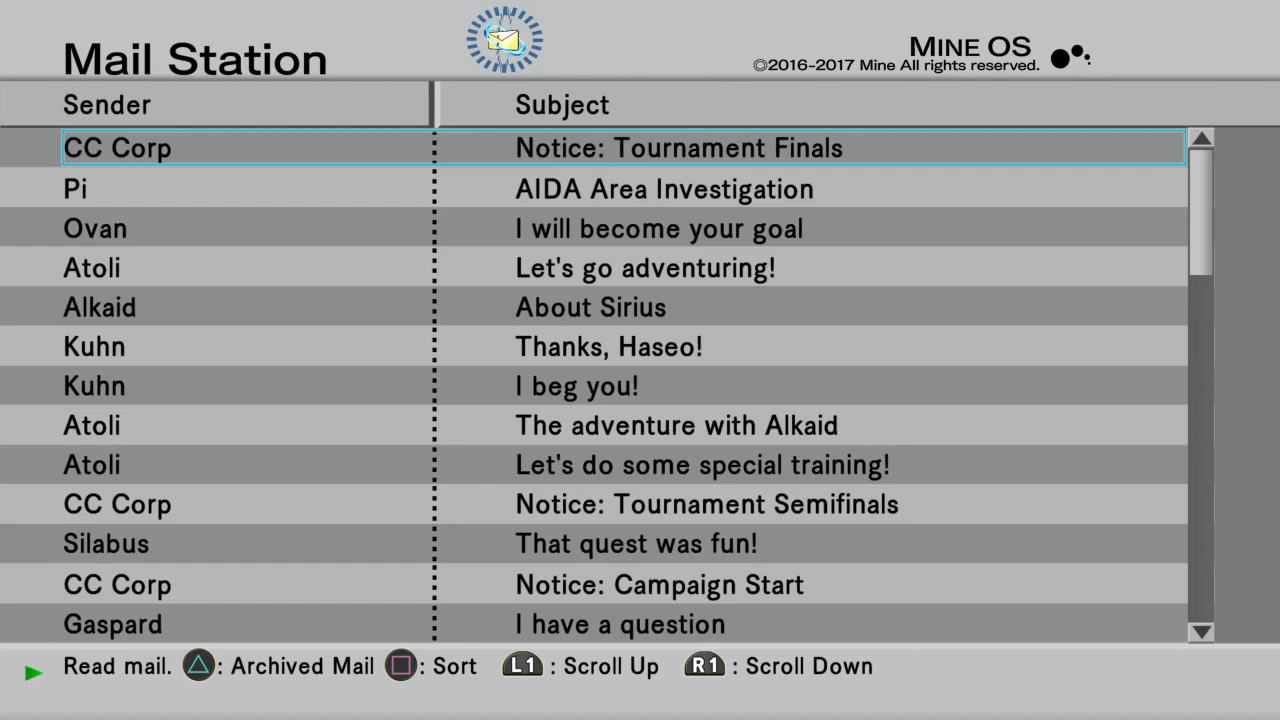 Mail Station
MINE OS
©2016-2017 Mine All rights reserved.
Sender Subject
CC Corp Notice: Tournament Finals
Pi AIDA Area Investigation
Ovan I will become your goal
Atoli Let's go adventuring!
Alkaid About Sirius
Kuhn Thanks, Haseo!
Kuhn I beg you!
Atoli The adventure with Alkaid
Atoli Let's do some special training!
CC Corp Notice: Tournament Semifinals
Silabus That quest was fun!
CC Corp Notice: Campaign Start
Gaspard I have a question
Read mail. : Archived Mail : Sort L1 : Scroll Up R1 : Scroll Down